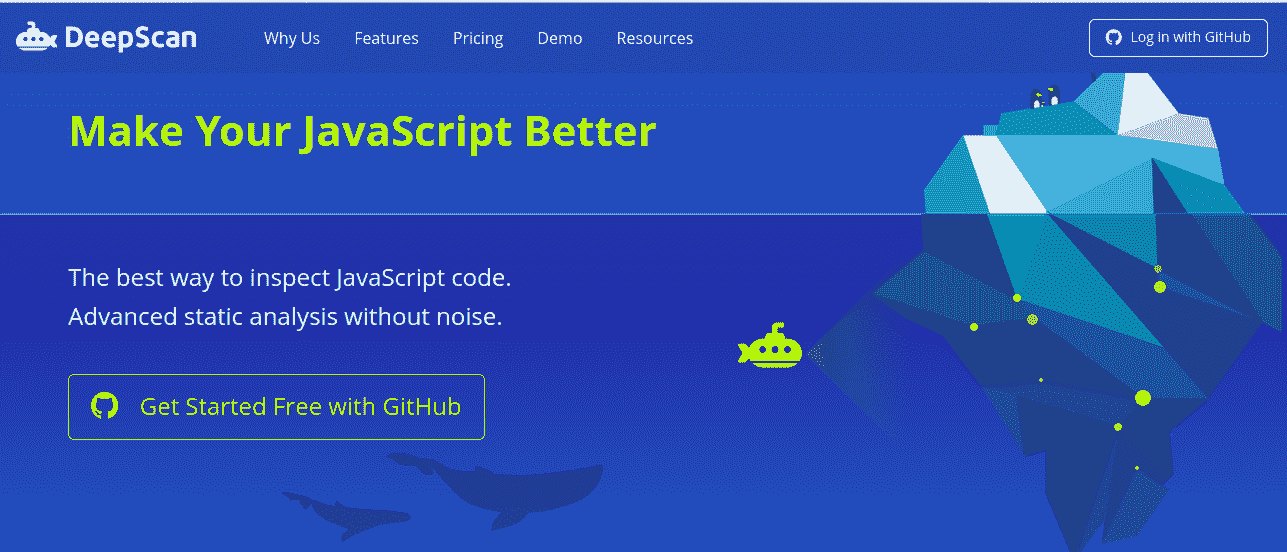 DeepScan
Why Us Features Pricing Demo Resources
Log in with GitHub
Make Your JavaScript Better
The best way to inspect JavaScript code.
Advanced static analysis without noise.
Get Started Free with GitHub